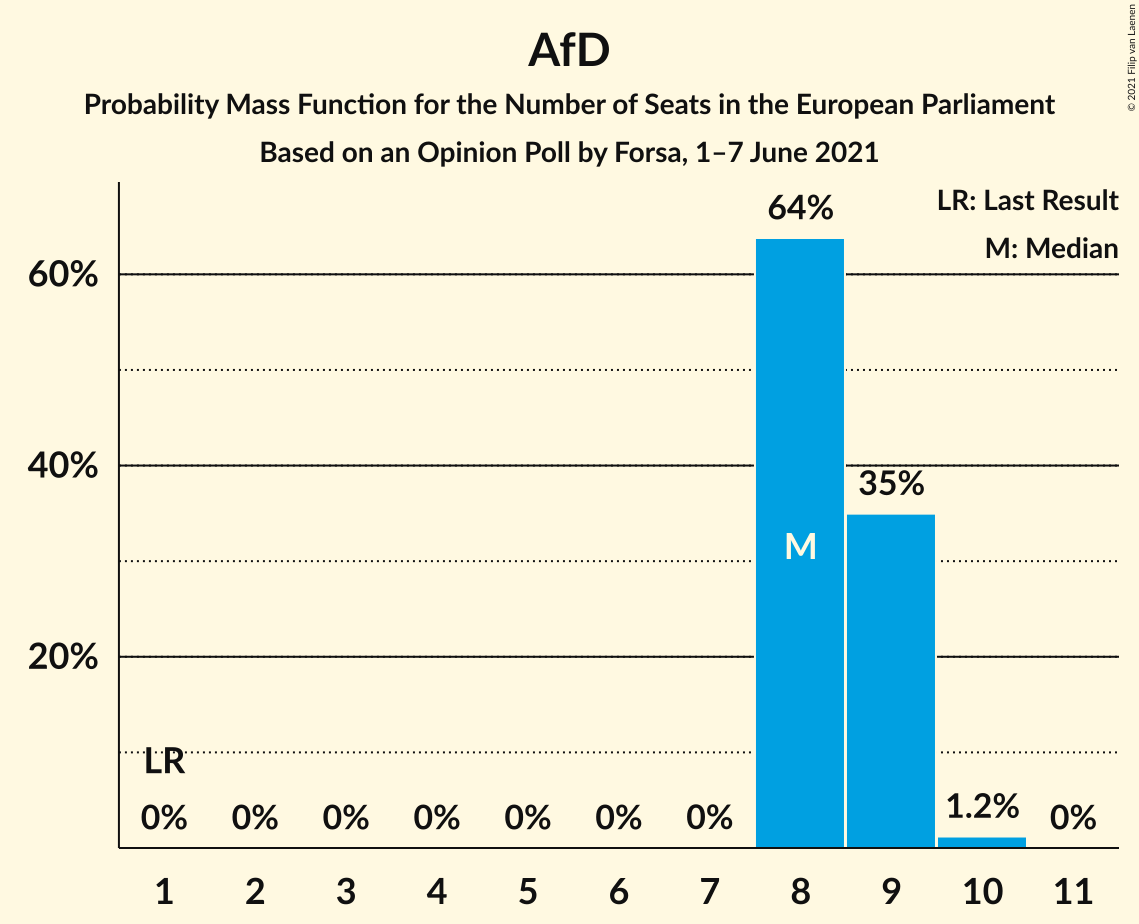 AfD
Probability Mass Function for the Number of Seats in the European Parliament
Based on an Opinion Poll by Forsa, 1–7 June 2021
© 2021 Filip van Laenen
LR: Last Result
M: Median
64%
60%
40%
35%
M
20%
LR
0% 0% 0% 0% 0% 0% 0% 1.2% 0%
1 2 3 4 5 6 7 8 9 10 11